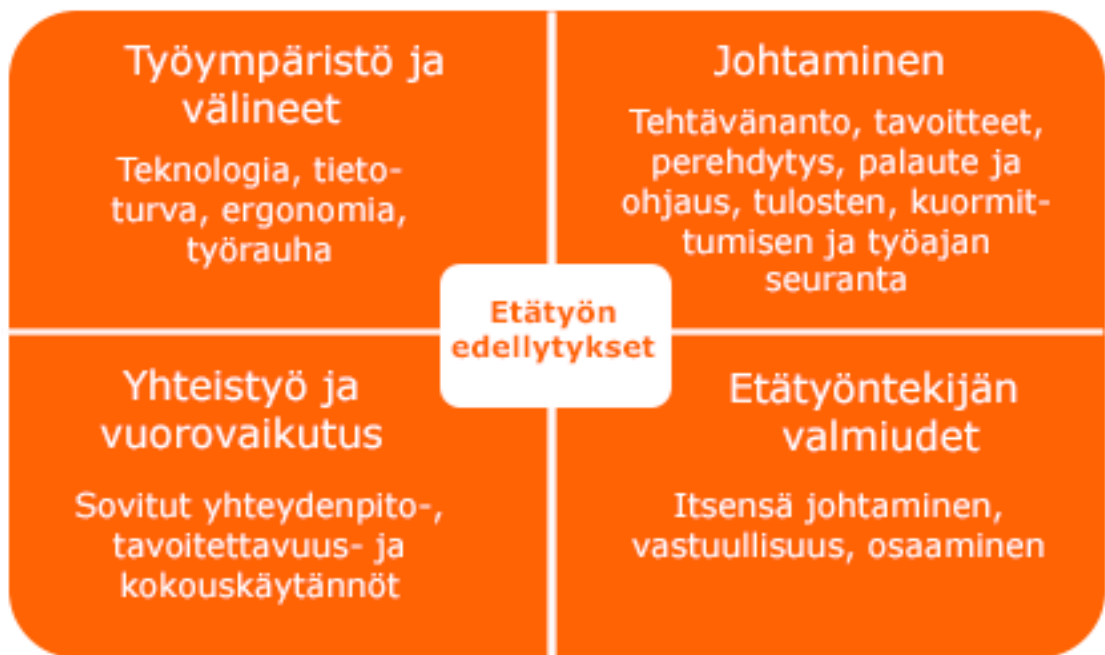 Työympäristö ja
välineet
Teknologia, tieto-
turva, ergonomia,
työrauha
Johtaminen
Tehtävänanto, tavoitteet,
perehdytys, palaute ja
ohjaus, tulosten, kuormit-
tumisen ja työajan
seuranta
Etätyön
edellytykset
Yhteistyö ja
vuorovaikutus
Sovitut yhteydenpito-,
tavoitettavuus- ja
kokouskäytännöt
Etätyöntekijän
valmiudet
Itsensä johtaminen,
vastuullisuus, osaaminen